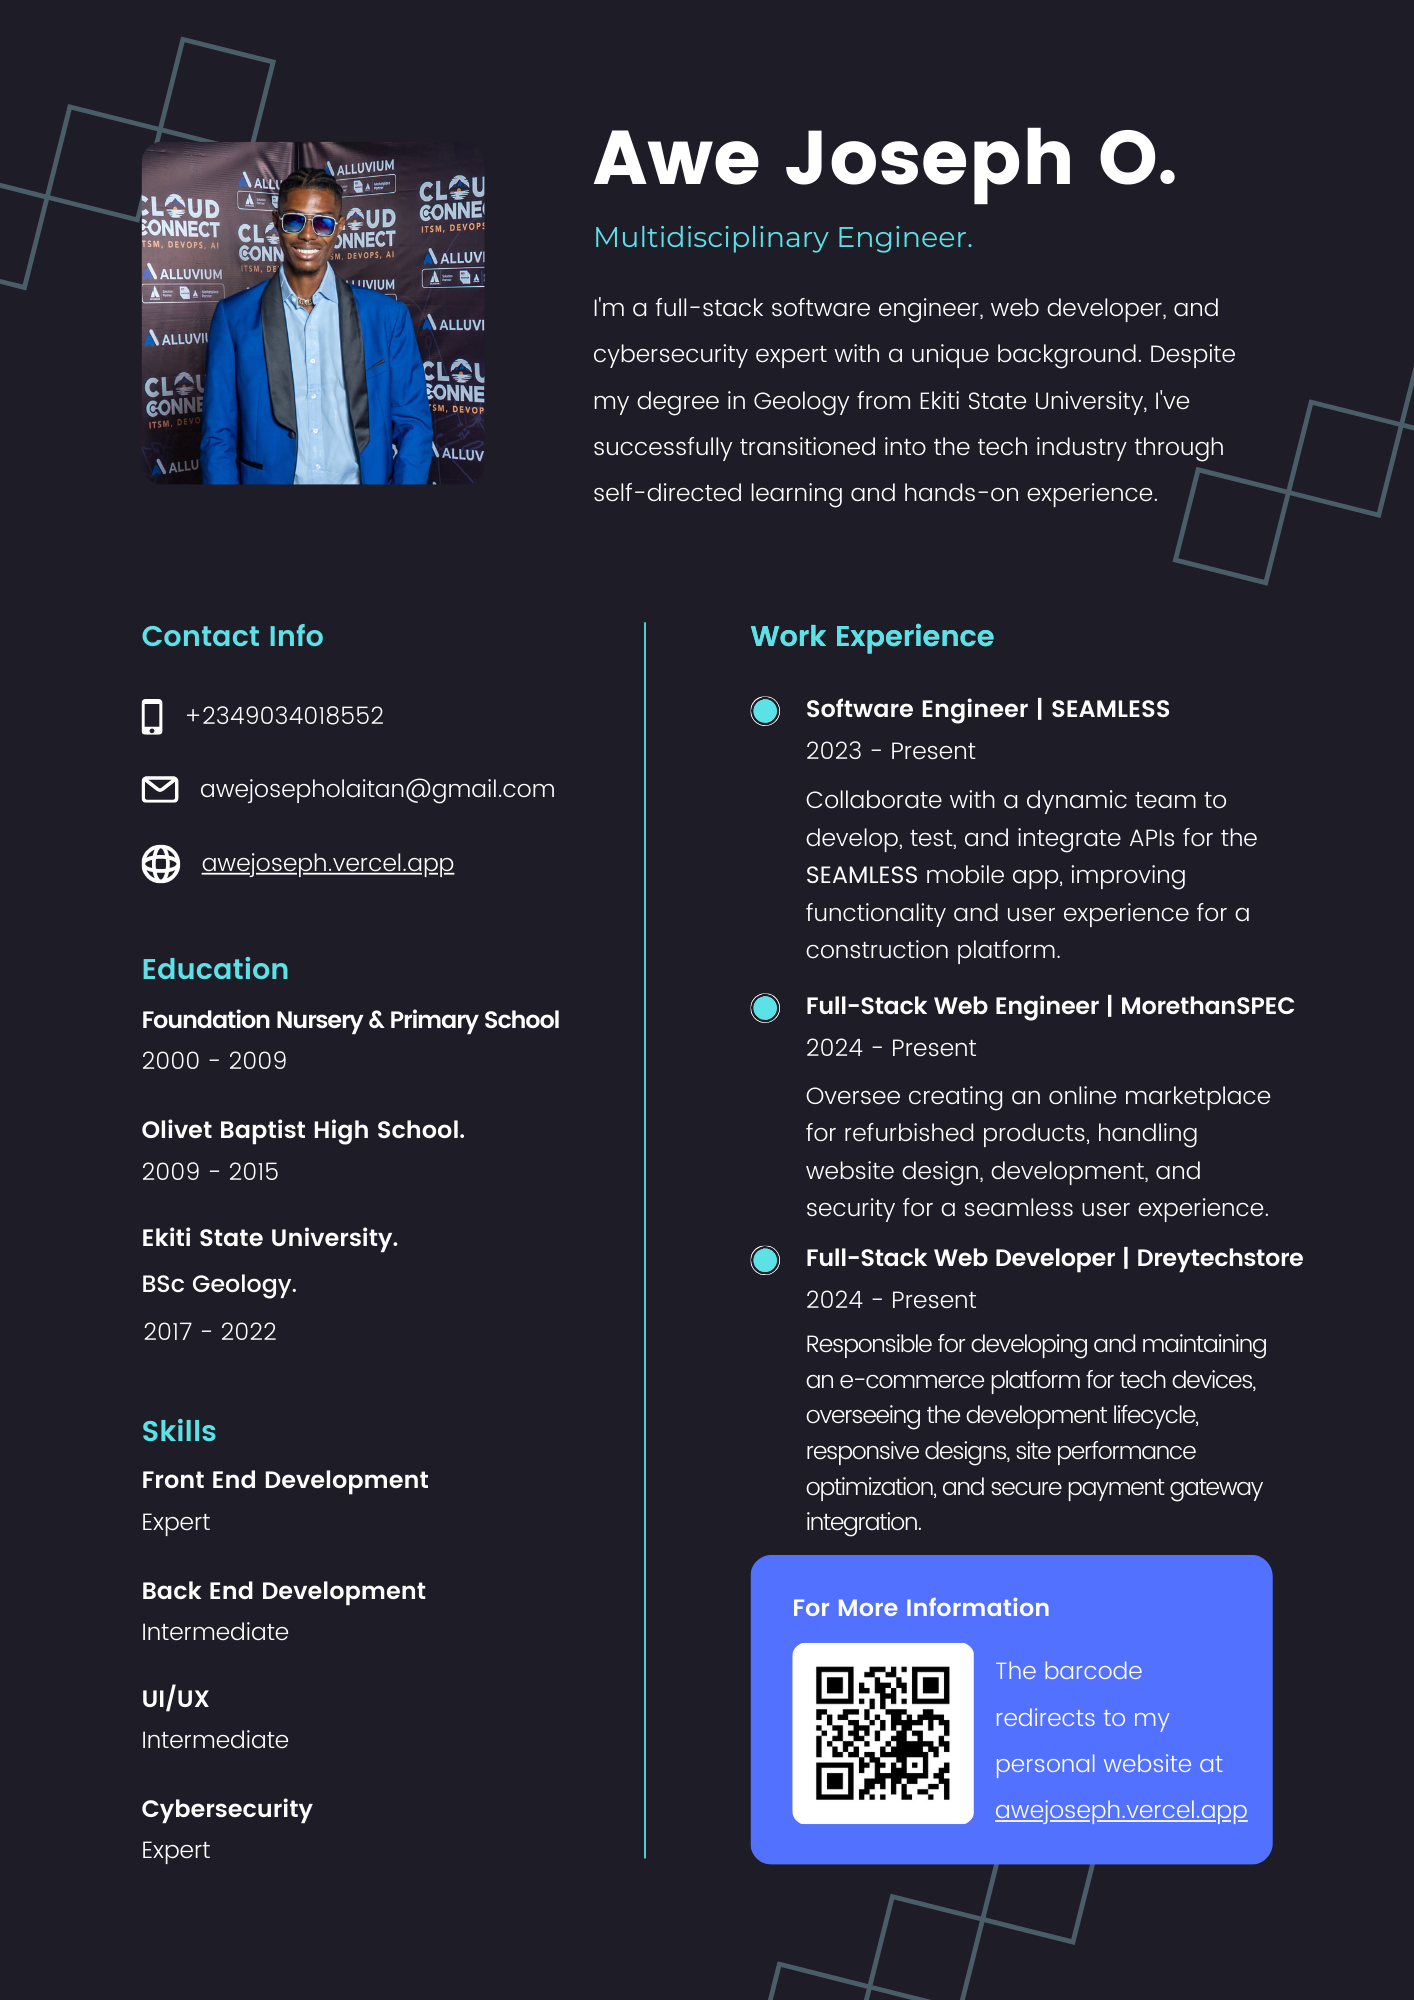 Awe Joseph O.
Multidisciplinary Engineer.
I'm a full-stack software engineer, web developer, and
cybersecurity expert with a unique background. Despite
my degree in Geology from Ekiti State University, I've
successfully transitioned into the tech industry through
self-directed learning and hands-on experience.
CLOUD
CONNECT
ITSM, DEVOPS, AI
ALLUVIUM
Contact Info
+2349034018552
awejosepholaitan@gmail.com
awejoseph.vercel.app
Education
Foundation Nursery & Primary School
2000 - 2009
Olivet Baptist High School.
2009 - 2015
Ekiti State University.
BSc Geology.
2017 - 2022
Skills
Front End Development
Expert
Back End Development
Intermediate
UI/UX
Intermediate
Cybersecurity
Expert
Work Experience
Software Engineer | SEAMLESS
2023 - Present
Collaborate with a dynamic team to
develop, test, and integrate APIs for the
SEAMLESS mobile app, improving
functionality and user experience for a
construction platform.
Full-Stack Web Engineer | MorethanSPEC
2024 - Present
Oversee creating an online marketplace
for refurbished products, handling
website design, development, and
security for a seamless user experience.
Full-Stack Web Developer | Dreytechstore
2024 - Present
Responsible for developing and maintaining
an e-commerce platform for tech devices,
overseeing the development lifecycle,
responsive designs, site performance
optimization, and secure payment gateway
integration.
For More Information
The barcode
redirects to my
personal website at
awejoseph.vercel.app